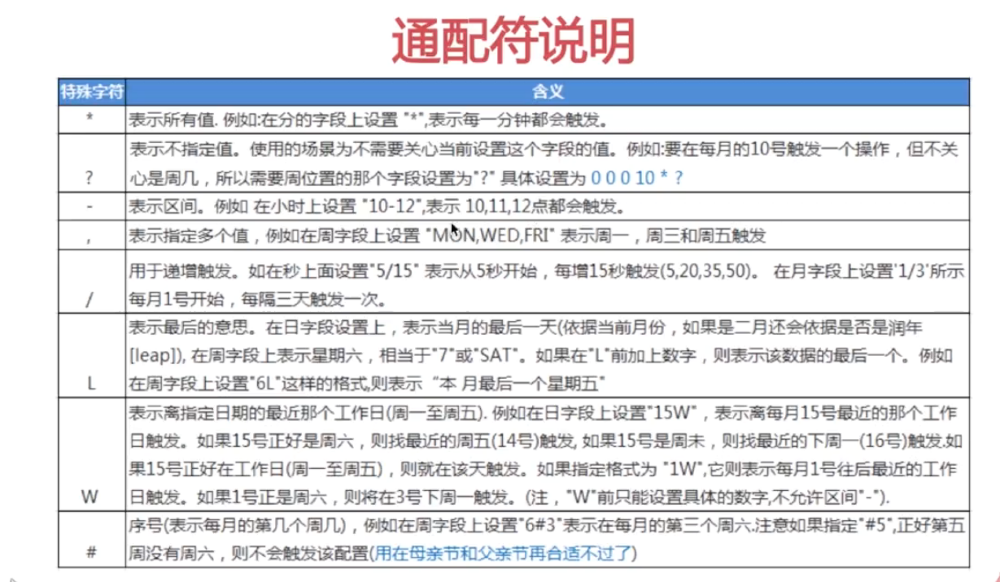 通配符说明
特殊字符 含义
* 表示所有值. 例如:在分的字段上设置 "*",表示每一分钟都会触发。
表示不指定值。使用的场景为不需要关心当前设置这个字段的值。例如:要在每月的10号触发一个操作，但不关
? 心是周几，所以需要周位置的那个字段设置为"?" 具体设置为 0 0 0 10 * ?
- 表示区间。例如 在小时上设置 "10-12",表示 10,11,12点都会触发。
, 表示指定多个值，例如在周字段上设置 "MON,WED,FRI" 表示周一，周三和周五触发
用于递增触发。如在秒上面设置"5/15" 表示从5秒开始，每增15秒触发(5,20,35,50)。 在月字段上设置'1/3'所示
/ 每月1号开始，每隔三天触发一次。
表示最后的意思。在日字段设置上，表示当月的最后一天(依据当前月份，如果是二月还会依据是否是润年
[leap]), 在周字段上表示星期六，相当于"7"或"SAT"。如果在"L"前加上数字，则表示该数据的最后一个。例如
L 在周字段上设置"6L"这样的格式,则表示“本 月最后一个星期五"
表示离指定日期的最近那个工作日(周一至周五). 例如在日字段上设置"15W"，表示离每月15号最近的那个工作
日触发。如果15号正好是周六，则找最近的周五(14号)触发, 如果15号是周未，则找最近的下周一(16号)触发.如
果15号正好在工作日(周一至周五)，则就在该天触发。如果指定格式为 "1W",它则表示每月1号往后最近的工作
W 日触发。如果1号正是周六，则将在3号下周一触发。(注，"W"前只能设置具体的数字,不允许区间"-").
序号(表示每月的第几个周几)，例如在周字段上设置"6#3"表示在每月的第三个周六.注意如果指定"#5",正好第五
# 周没有周六，则不会触发该配置(用在母亲节和父亲节再合适不过了)